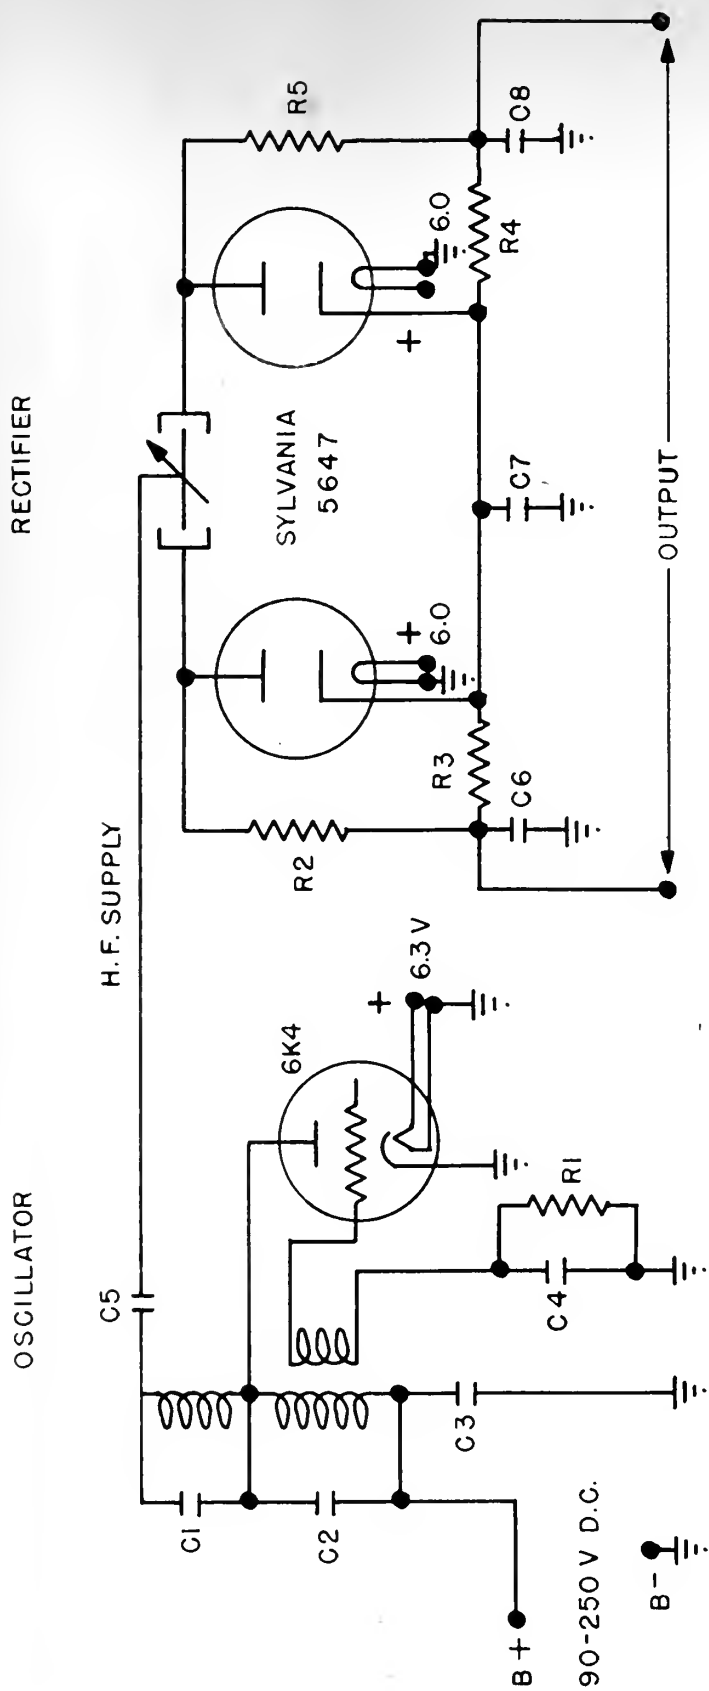 OSCILLATOR
RECTIFIER
H.F. SUPPLY
C5
C1
C2
C3
C4
R1
6K4
+
6.3 V
B +
90-250 V D.C.
B -
R2
R3
C6
+
6.0
SYLVANIA
5647
C7
+
6.0
R4
R5
C8
OUTPUT